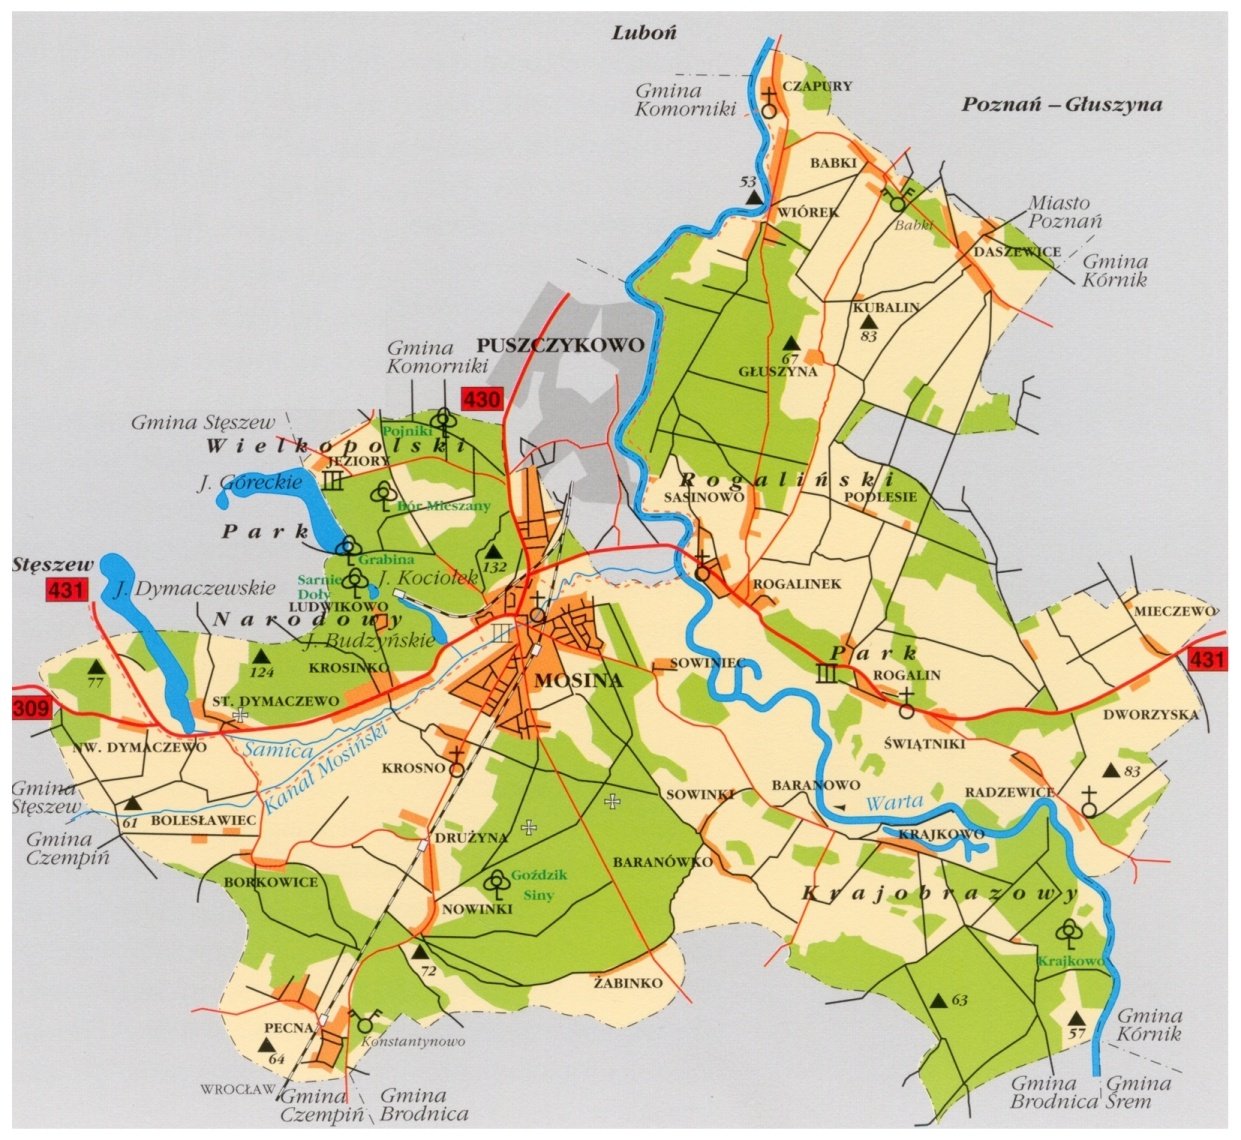 Luboń
Gmina
Komorniki
CZAPURY
Poznań – Głuszyna
BABKI
53
WIÓREK
Babki
Miasto
Poznań
DASZEWICE
Gmina
Kórnik
KUBALIN
83
67
GŁUSZYNA
PUSZCZYKOWO
Gmina
Komorniki
430
Gmina Stęszew
Pojniki
Wielkopolski
JEZIORY
J. Góreckie
Bór Mieszany
Rogaliński
SASINOWO
PODLESIE
Park
Grabina
132
Stęszew
431
J. Dymaczewskie
Sarnie
Doły
J. Kociołek
LUDWIKOWO
Narodowy
J. Budzyńskie
ROGALINEK
MIECZEWO
124
77
KROSINKO
MOSINA
SOWINIEC
Park
ROGALIN
431
309
ST. DYMACZEWO
NW. DYMACZEWO
Samica
Kanał Mosiński
KROSNO
ŚWIĄTNIKI
DWORZYSKA
83
Gmina
Stęszew
61
BOLESŁAWIEC
SOWINKI
BARANOWO
RADZEWICE
Warta
Gmina
Czempiń
DRUŻYNA
KRAJKOWO
BARANÓWKO
BORKOWICE
Goździk
Siny
Krajobrazowy
NOWINKI
72
Krajkowo
ŻABINKO
63
57
Gmina
Kórnik
PECNA
64
Konstantynowo
WROCŁAW
Gmina
Czempiń
Gmina
Brodnica
Gmina
Brodnica
Gmina
Śrem